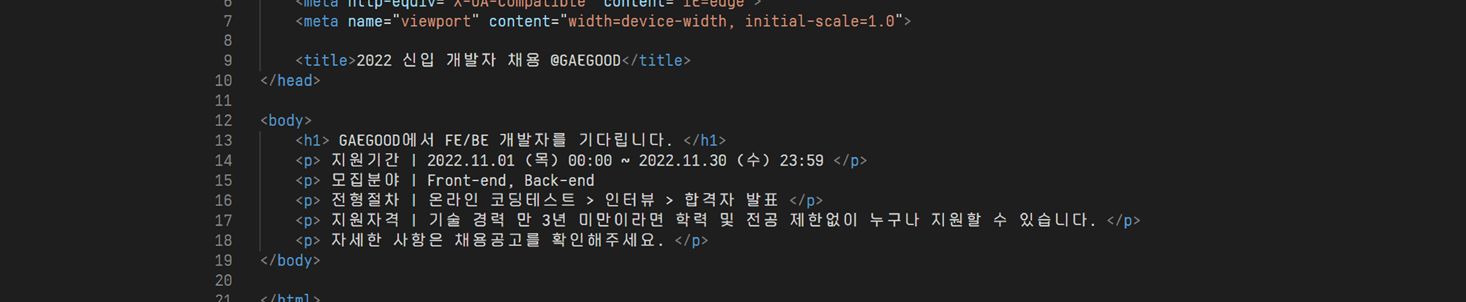 6 <meta http-equiv="X-UA-Compatible" content="IE=edge">
7 <meta name="viewport" content="width=device-width, initial-scale=1.0">
8
9 <title>2022 신입 개발자 채용 @GAEGOOD</title>
10 </head>
11
12 <body>
13 <h1> GAEGOOD에서 FE/BE 개발자를 기다립니다. </h1>
14 <p> 지원기간 | 2022.11.01 (목) 00:00 ~ 2022.11.30 (수) 23:59 </p>
15 <p> 모집분야 | Front-end, Back-end
16 <p> 전형절차 | 온라인 코딩테스트 > 인터뷰 > 합격자 발표 </p>
17 <p> 지원자격 | 기술 경력 만 3년 미만이라면 학력 및 전공 제한없이 누구나 지원할 수 있습니다. </p>
18 <p> 자세한 사항은 채용공고를 확인해주세요. </p>
19 </body>
20
21 </html>